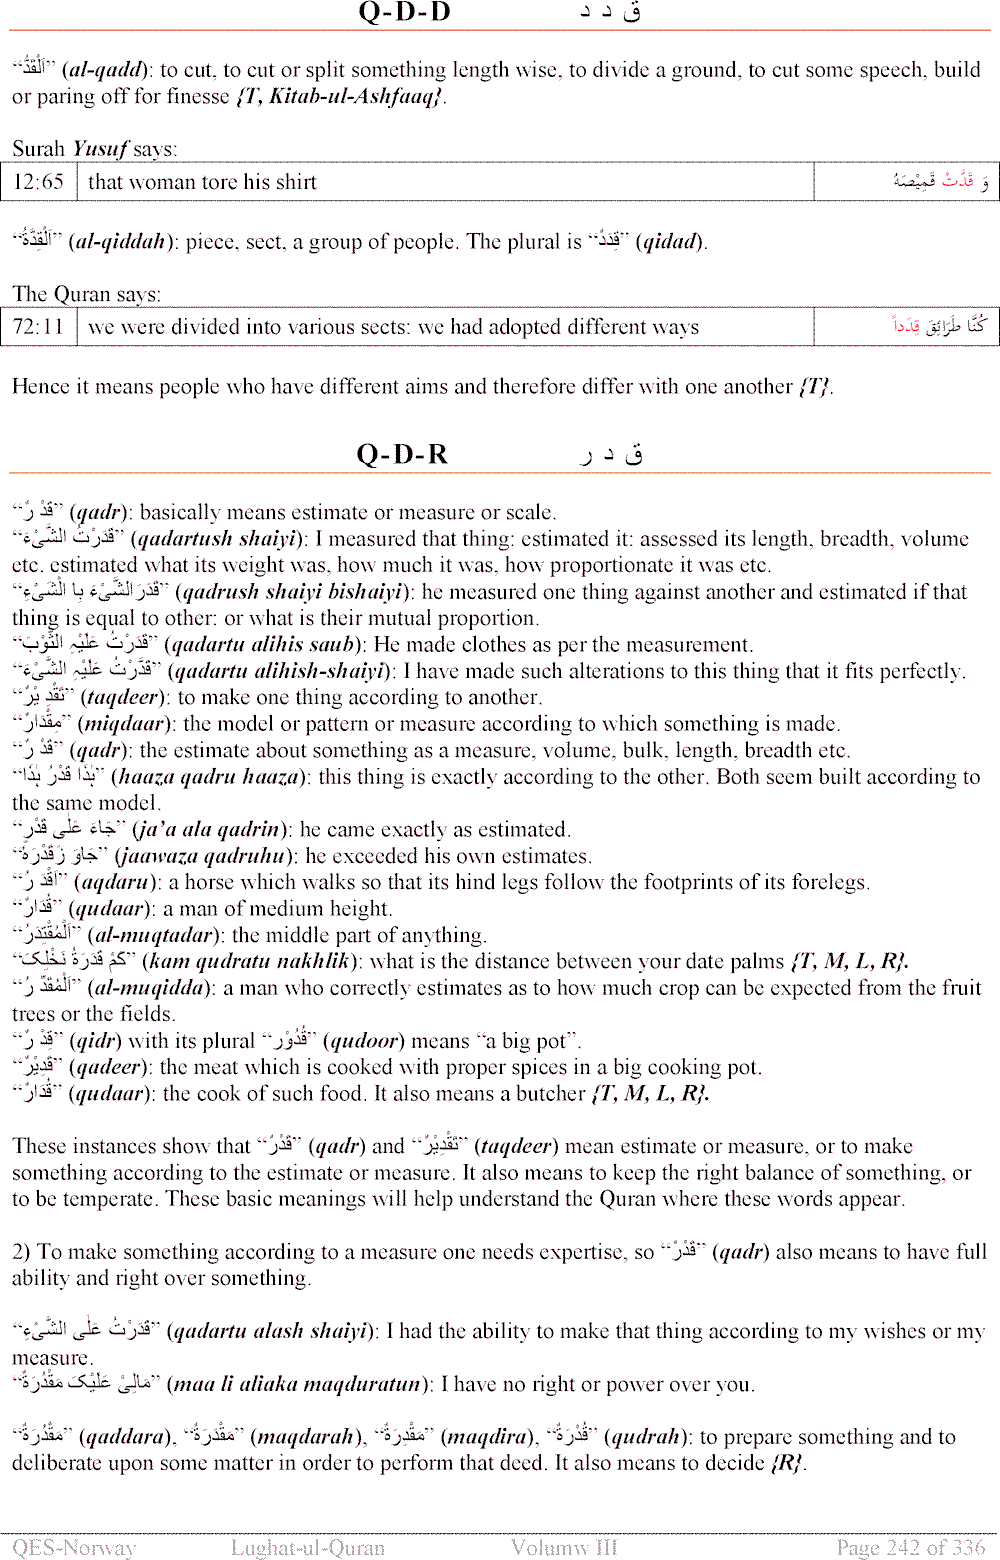 Q-D-D ق د د
“اَلْقَدُّ” (al-qadd): to cut, to cut or split something length wise, to divide a ground, to cut some speech, build
or paring off for finesse {T, Kitab-ul-Ashfaaq}.
Surah Yusuf says:
12:65 that woman tore his shirt وَ قَدَّتْ قَمِيْصَهُ
“اَلْقِدَّةُ” (al-qiddah): piece, sect, a group of people. The plural is “قِدَدٌ” (qidad).
The Quran says:
72:11 we were divided into various sects: we had adopted different ways كُنَّا طَرَائِقَ قِدَداً
Hence it means people who have different aims and therefore differ with one another {T}.
Q-D-R ق د ر
“قَدْ رٌ” (qadr): basically means estimate or measure or scale.
“قَدَرْتُ الشَّیْءَ” (qadartush shaiyi): I measured that thing: estimated it: assessed its length, breadth, volume
etc. estimated what its weight was, how much it was, how proportionate it was etc.
“قَدَرَالشَّیْءَ بِا لْشَیْءِ” (qadrush shaiyi bishaiyi): he measured one thing against another and estimated if that
thing is equal to other: or what is their mutual proportion.
“قَدَرْتُ عَلَیْہِ الثَّوْبَ” (qadartu alihis saub): He made clothes as per the measurement.
“قَدَّرْتُ عَلَیْہِ الشَّیْءَ” (qadartu alihish-shaiyi): I have made such alterations to this thing that it fits perfectly.
“تَقْدِ یْرٌ” (taqdeer): to make one thing according to another.
“مِقْدَارٌ” (miqdaar): the model or pattern or measure according to which something is made.
“قَدْ رٌ” (qadr): the estimate about something as a measure, volume, bulk, length, breadth etc.
“ہٰذَا قَدْرُ ہٰذَا” (haaza qadru haaza): this thing is exactly according to the other. Both seem built according to
the same model.
“جَاءَ عَلٰی قَدْرٍ” (ja’a ala qadrin): he came exactly as estimated.
“جَاوَ زَقَدْرَهٗ” (jaawaza qadruhu): he exceeded his own estimates.
“اَقْدَ رُ” (aqdaru): a horse which walks so that its hind legs follow the footprints of its forelegs.
“قُدَارٌ” (qudaar): a man of medium height.
“اَلْمُقْتَدَرُ” (al-muqtadar): the middle part of anything.
“کَمْ قَدَرَۃُ نَخْلِکَ” (kam qudratu nakhlik): what is the distance between your date palms {T, M, L, R}.
“اَلْمُقَدِّ رُ” (al-muqidda): a man who correctly estimates as to how much crop can be expected from the fruit
trees or the fields.
“قِدْ رٌ” (qidr) with its plural “قُدُوْر” (qudoor) means “a big pot”.
“قَدِیْرٌ” (qadeer): the meat which is cooked with proper spices in a big cooking pot.
“قُدَارٌ” (qudaar): the cook of such food. It also means a butcher {T, M, L, R}.
These instances show that “قَدْرٌ” (qadr) and “تَقْدِیْرٌ” (taqdeer) mean estimate or measure, or to make
something according to the estimate or measure. It also means to keep the right balance of something, or
to be temperate. These basic meanings will help understand the Quran where these words appear.
2) To make something according to a measure one needs expertise, so “قَدْرٌ” (qadr) also means to have full
ability and right over something.
“قَدَرْتُ عَلٰی الشَّیْءِ” (qadartu alash shaiyi): I had the ability to make that thing according to my wishes or my
measure.
“مَالِیْ عَلَیْکَ مَقْدُرَۃٌ” (maa li aliaka maqduratun): I have no right or power over you.
“مَقْدُرَۃٌ” (qaddara), “مَقْدَرَۃٌ” (maqdarah), “مَقْدِرَۃٌ” (maqdira), “قُدْرَۃٌ” (qudrah): to prepare something and to
deliberate upon some matter in order to perform that deed. It also means to decide {R}.
QES-Norway Lughat-ul-Quran Volumw III Page 242 of 336